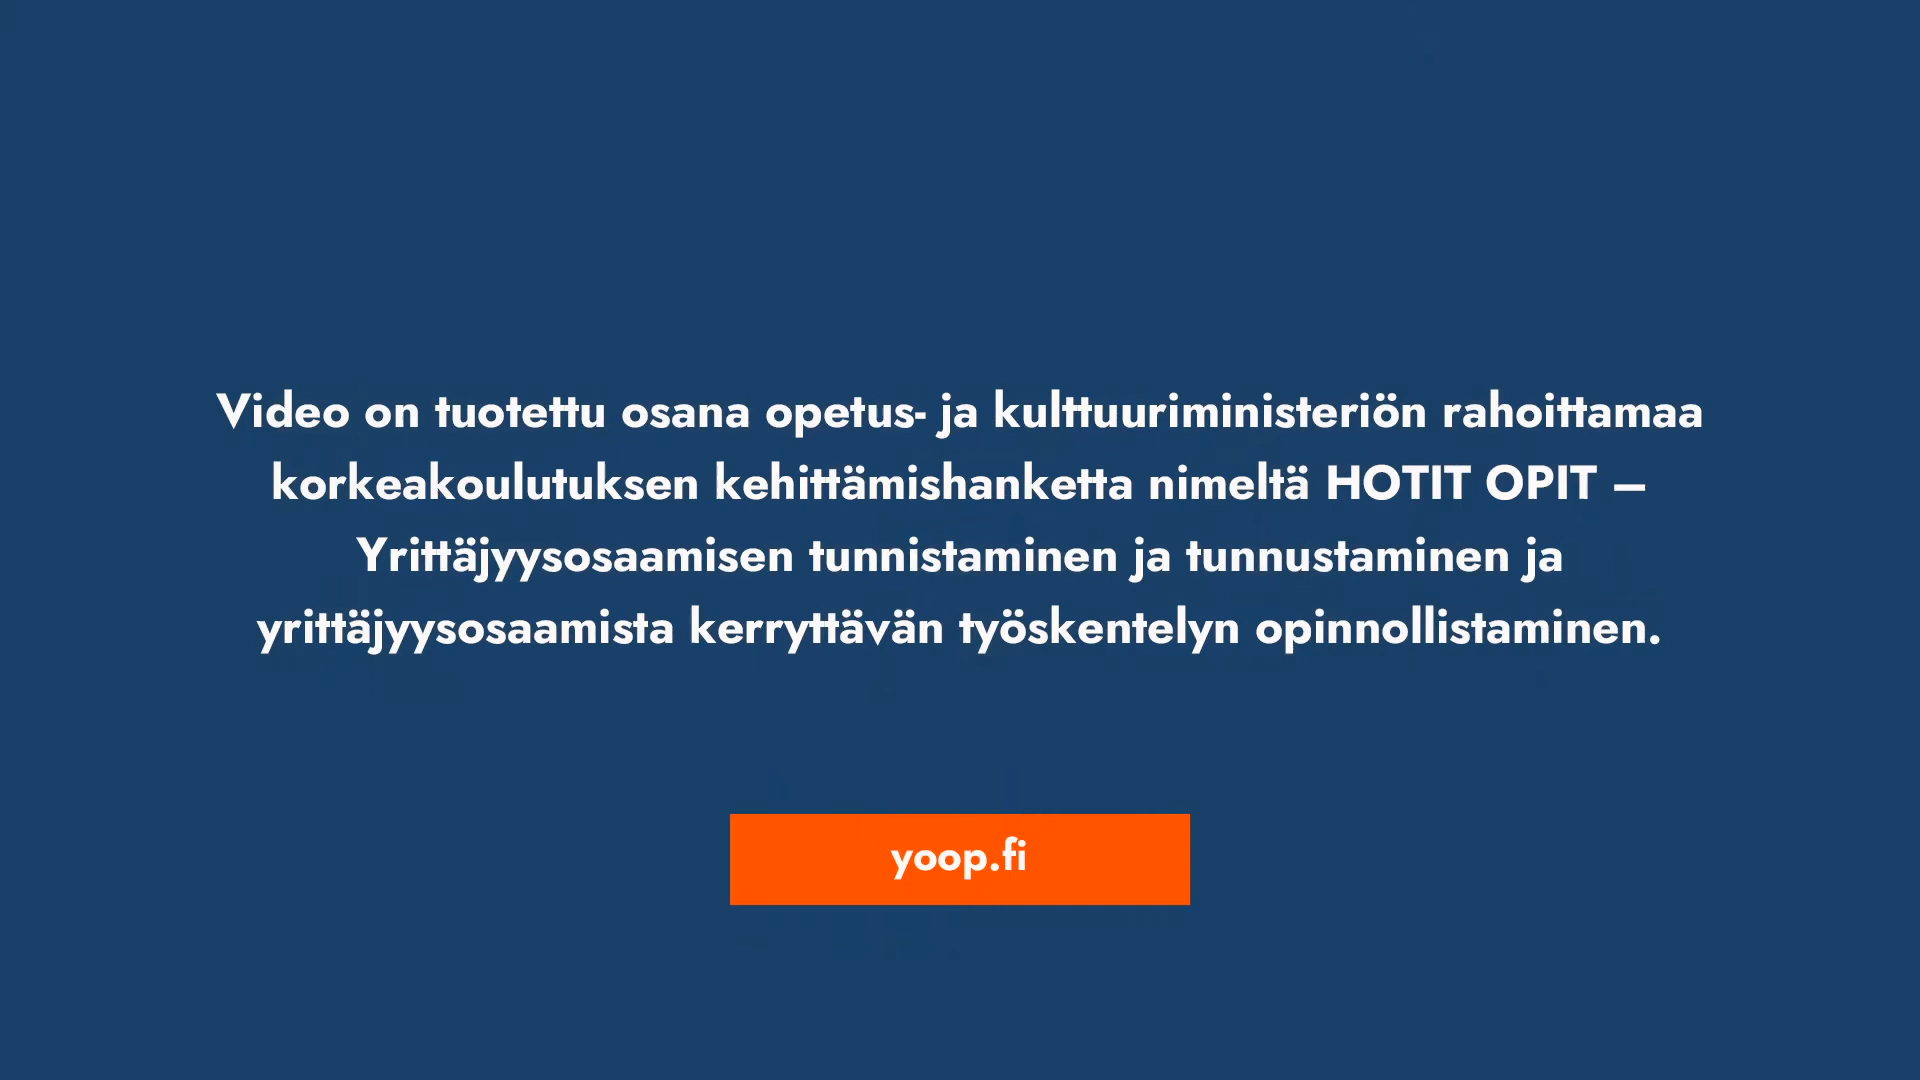 Video on tuotettu osana opetus- ja kulttuuriministeriön rahoittamaa
korkeakoulutuksen kehittämishanketta nimeltä HOTIT OPIT –
Yrittäjyysosaamisen tunnistaminen ja tunnustaminen ja
yrittäjyysosaamista kerryttävän työskentelyn opinnollistaminen.
yoop.fi